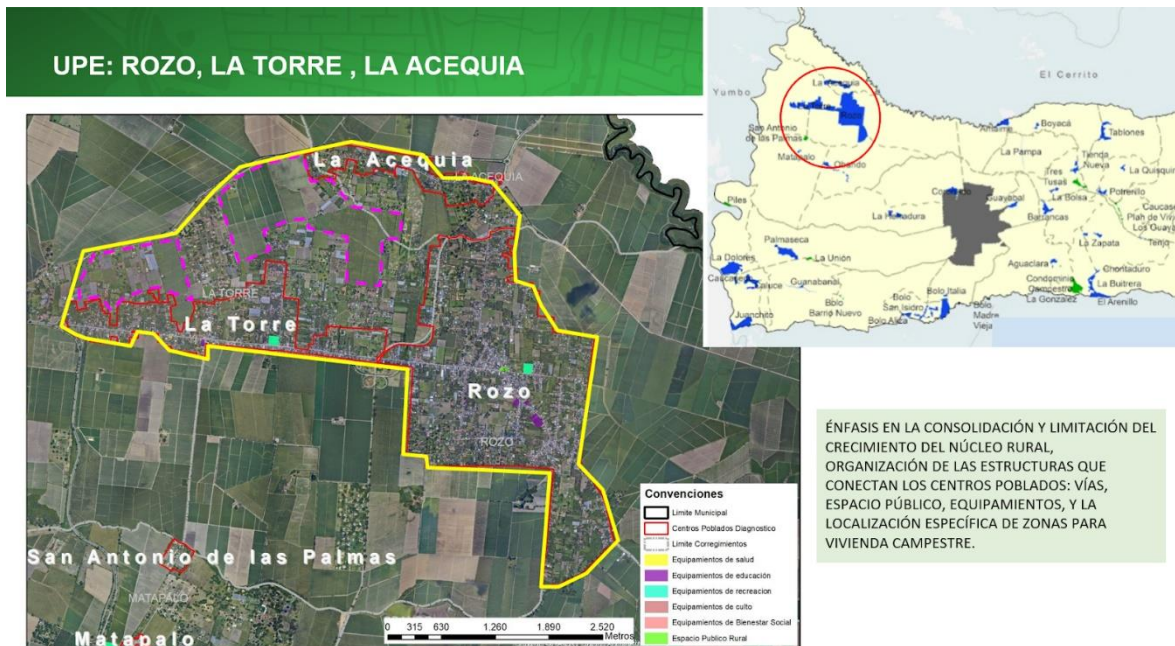 UPE: ROZO, LA TORRE , LA ACEQUIA
La Acequia
LA ACEQUIA
LA TORRE
La Torre
Rozo
ROZO
San Antonio de las Palmas
MATAPALO
Matapalo
Convenciones
Limite Municipal
Centros Poblados Diagnostico
Limite Corregimientos
Equipamientos de salud
Equipamientos de educación
Equipamientos de recreacion
Equipamientos de culto
Equipamientos de Bienestar Social
Espacio Publico Rural
0 315 630 1.260 1.890 2.520
Metros
El Cerrito
Yumbo
La Acequia
Rozo
San Antonio
de las Palmas
Matapalo
Obando
Amaime
Boyacá
Tablones
La Pampa
Tienda
Nueva
Tres
Tusas
La Quisquin
Potrerillo
La Bolsa
Guayabal
Barrancas
Caucase
Plan de Viv
Los Guaya
Tenjo
Piles
La Herradura
Palmaseca
La Unión
La Zapata
La Dolores
Caucaseco
Guanabanal
Aguaclara
Chontaduro
Condominio
Campestre
La Gonzalez
La Buitrera
El Arenillo
Bolo
Barrio Nuevo
Bolo Italia
Bolo
San Isidro
Bolo Alizal
Bolo
Madre
Vieja
Juanchito
ÉNFASIS EN LA CONSOLIDACIÓN Y LIMITACIÓN DEL
CRECIMIENTO DEL NÚCLEO RURAL,
ORGANIZACIÓN DE LAS ESTRUCTURAS QUE
CONECTAN LOS CENTROS POBLADOS: VÍAS,
ESPACIO PÚBLICO, EQUIPAMIENTOS, Y LA
LOCALIZACIÓN ESPECÍFICA DE ZONAS PARA
VIVIENDA CAMPESTRE.